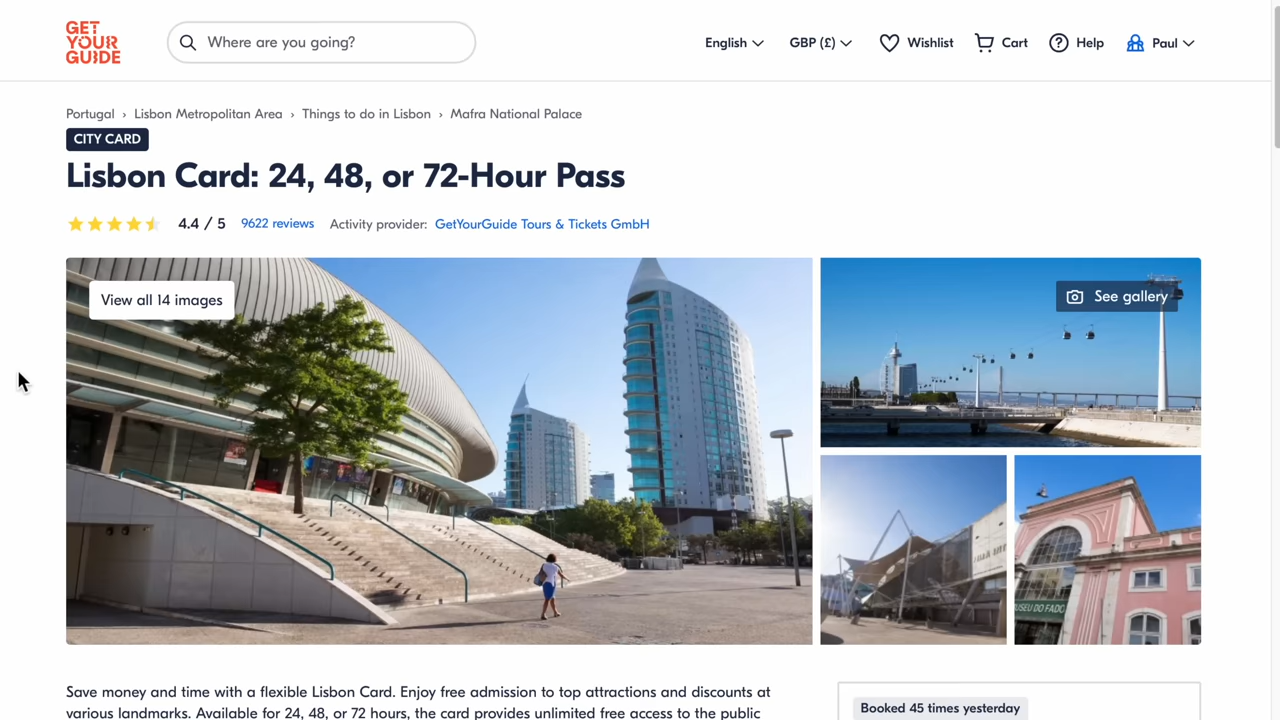 GET
YOUR
GUIDE
Where are you going?
English
GBP (£)
Wishlist
Cart
Help
Paul
Portugal › Lisbon Metropolitan Area › Things to do in Lisbon › Mafra National Palace
CITY CARD
Lisbon Card: 24, 48, or 72-Hour Pass
4.4 / 5
9622 reviews
Activity provider: GetYourGuide Tours & Tickets GmbH
View all 14 images
See gallery
MUSEU DO FADO
Save money and time with a flexible Lisbon Card. Enjoy free admission to top attractions and discounts at
various landmarks. Available for 24, 48, or 72 hours, the card provides unlimited free access to the public
Booked 45 times yesterday